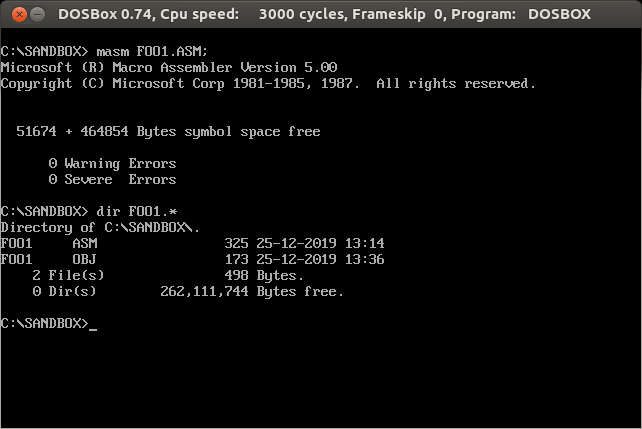 DOSBox 0.74, Cpu speed:     3000 cycles, Frameskip  0, Program:   DOSBOX
C:\SANDBOX> masm FOO1.ASM;
Microsoft (R) Macro Assembler Version 5.00
Copyright (C) Microsoft Corp 1981-1985, 1987.  All rights reserved.
  51674 + 464854 Bytes symbol space free
      0 Warning Errors
      0 Severe  Errors
C:\SANDBOX> dir FOO1.*
Directory of C:\SANDBOX\.
FOO1     ASM                325 25-12-2019 13:14
FOO1     OBJ                173 25-12-2019 13:36
    2 File(s)               498 Bytes.
    0 Dir(s)        262,111,744 Bytes free.
C:\SANDBOX>_